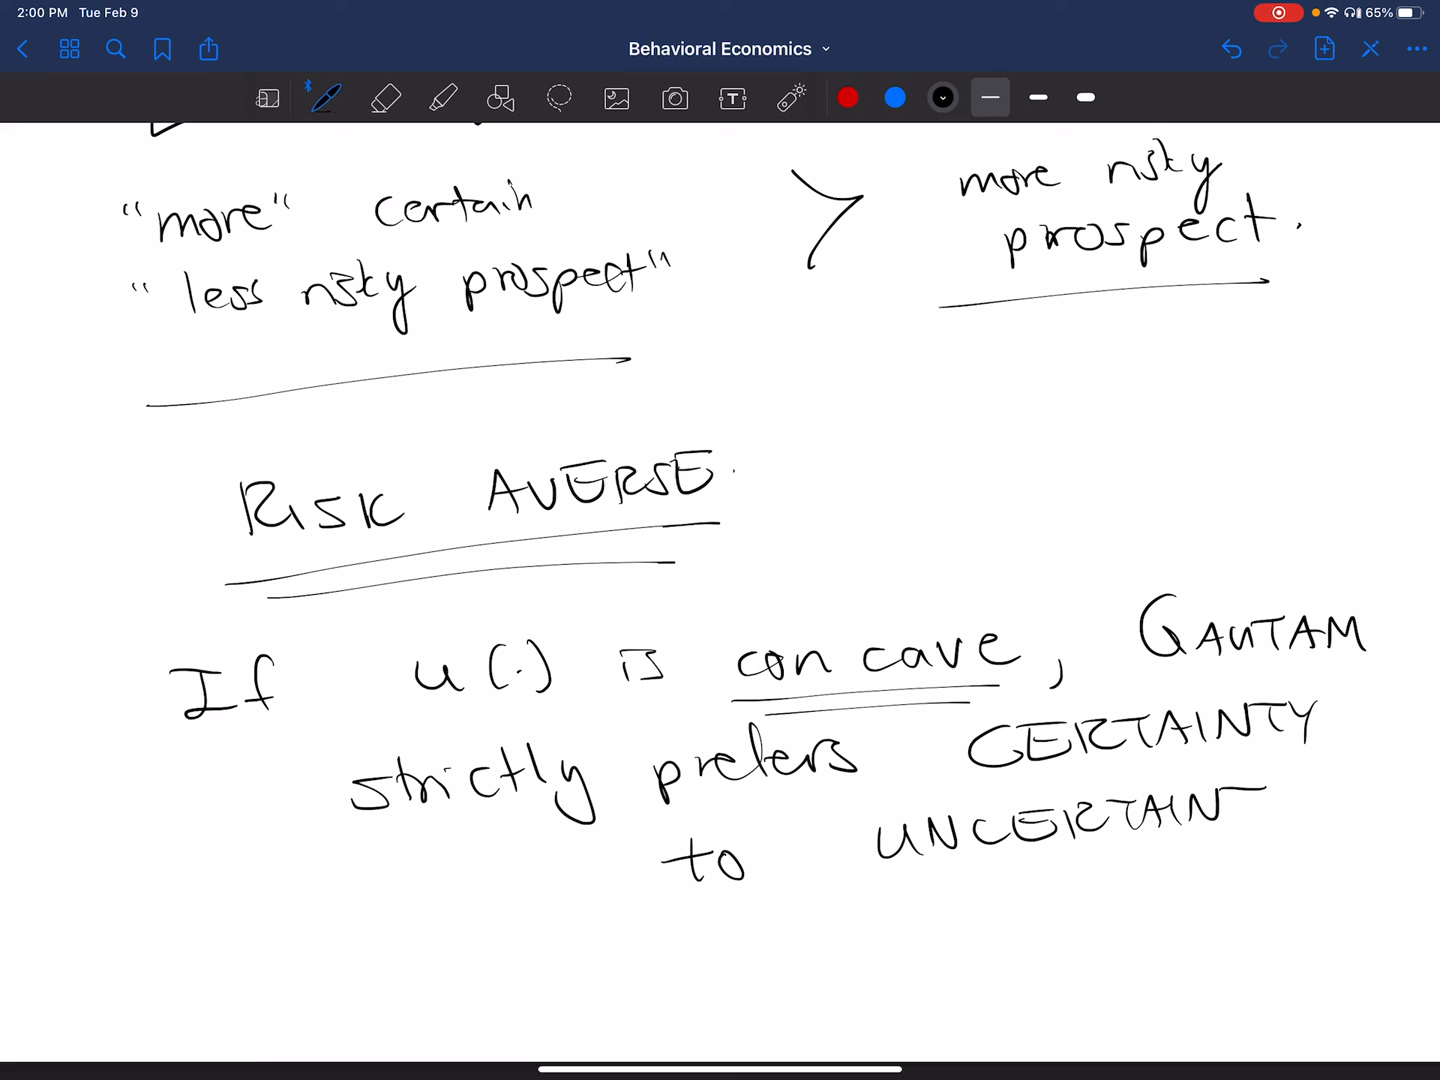 2:00 PM Tue Feb 9
65%
Behavioral Economics
"more" certain
"less risky prospect"
≻
more risky
prospect.
RISK AVERSE.
If u(·) is concave, GAUTAM
strictly prefers CERTAINTY
to UNCERTAIN